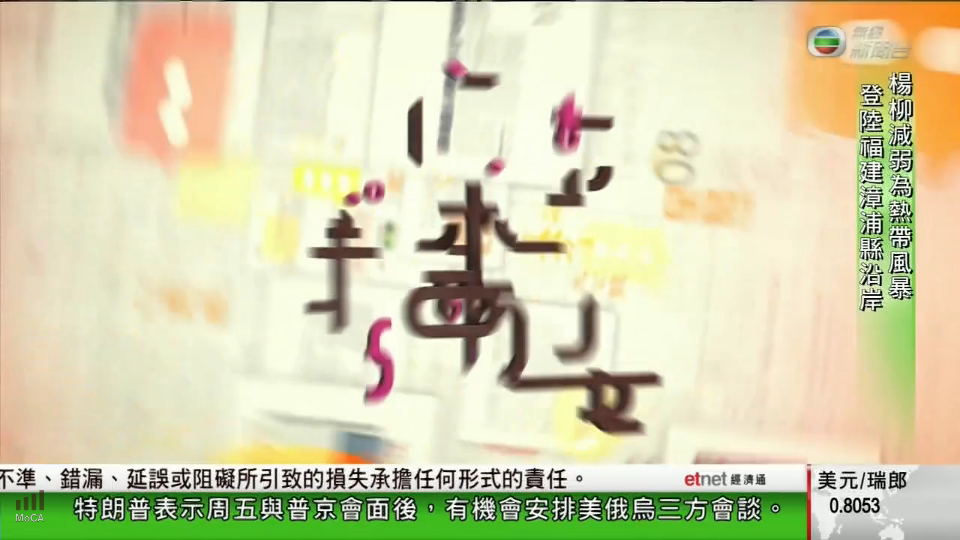 無綫
新聞台
楊柳減弱為熱帶風暴
登陸福建漳浦縣沿岸
不準、錯漏、延誤或阻礙所引致的損失承擔任何形式的責任。
etnet 經濟通
美元/瑞郎
0.8053
MoCA
特朗普表示周五與普京會面後，有機會安排美俄烏三方會談。